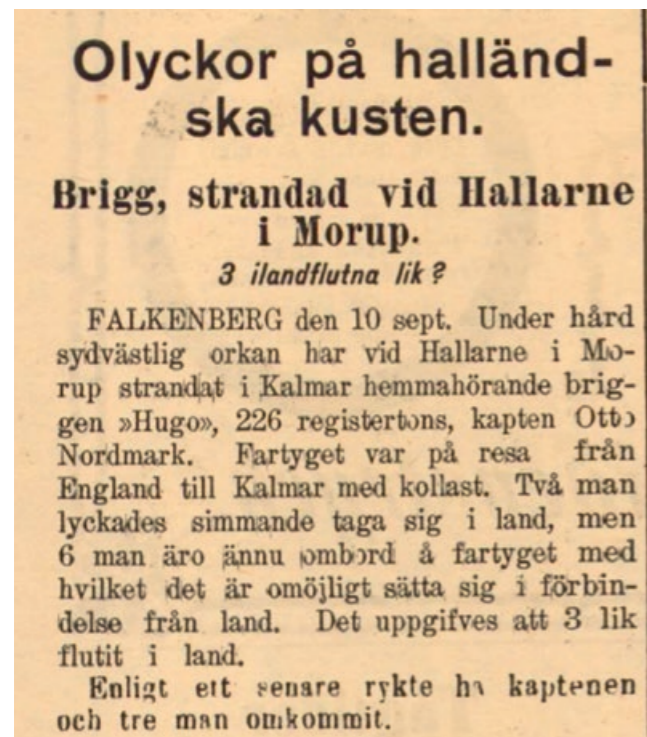 Olyckor på halländ-
ska kusten.
Brigg, strandad vid Hallarne
i Morup.
3 ilandflutna lik?
FALKENBERG den 10 sept. Under hård
sydvästlig orkan har vid Hallarne i Mo-
rup strandat i Kalmar hemmahörande brig-
gen »Hugo», 226 registertons, kapten Otto
Nordmark. Fartyget var på resa från
England till Kalmar med kollast. Två man
lyckades simmande taga sig i land, men
6 man äro ännu ombord å fartyget med
hvilket det är omöjligt sätta sig i förbin-
delse från land. Det uppgifves att 3 lik
flutit i land.
Enligt ett senare rykte ha kaptenen
och tre man omkommit.